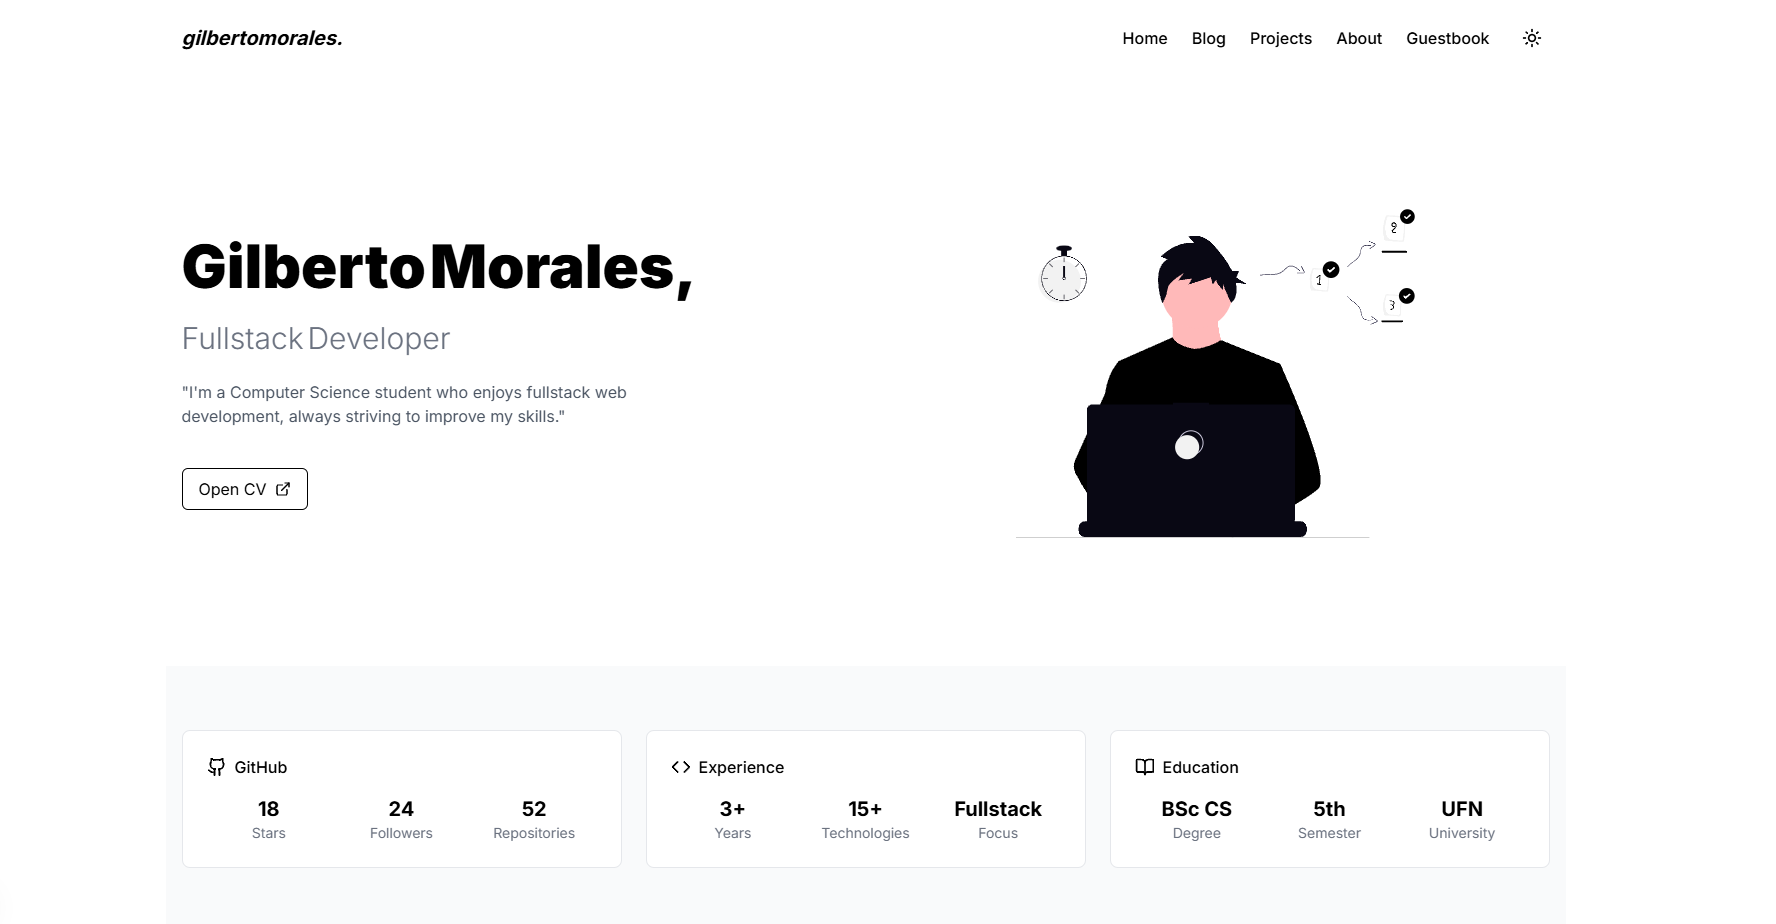 gilbertomorales.
Home Blog Projects About Guestbook
Gilberto Morales,
Fullstack Developer
"I'm a Computer Science student who enjoys fullstack web
development, always striving to improve my skills."
Open CV
1
2
3
GitHub
18 24 52
Stars Followers Repositories
Experience
3+ 15+ Fullstack
Years Technologies Focus
Education
BSc CS 5th UFN
Degree Semester University